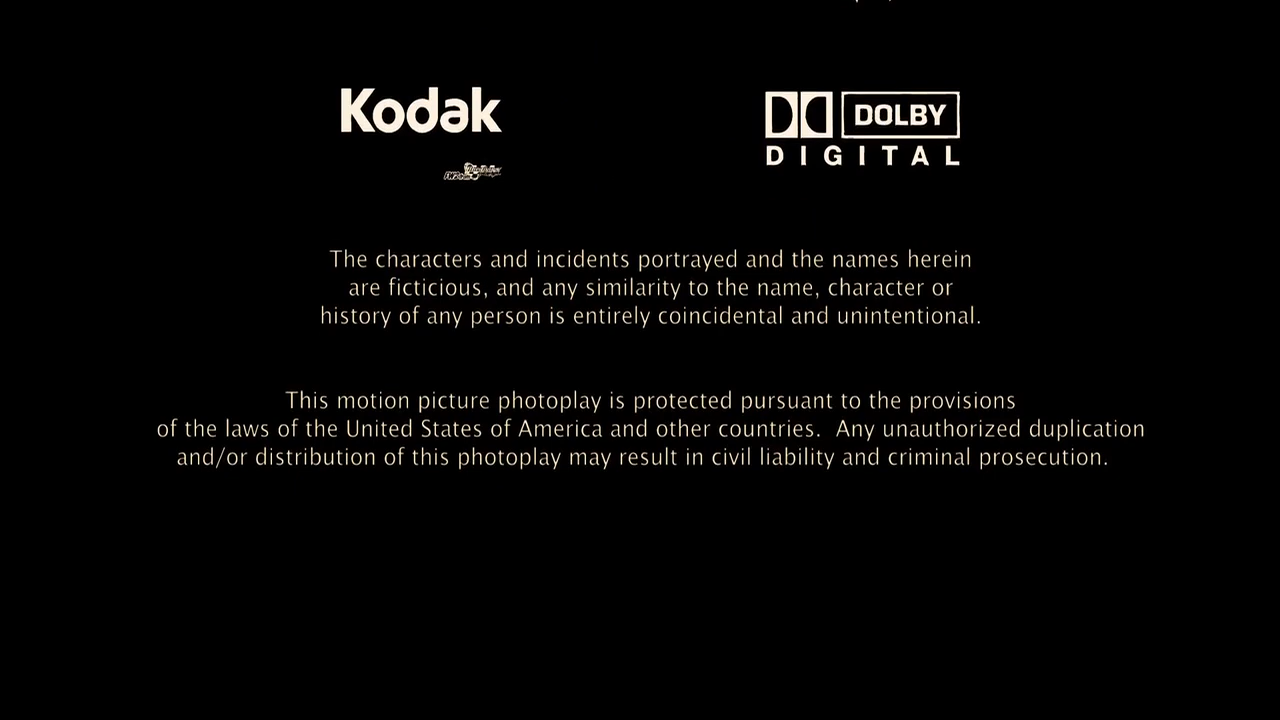 Kodak
DOLBY
DIGITAL
The characters and incidents portrayed and the names herein
are ficticious, and any similarity to the name, character or
history of any person is entirely coincidental and unintentional.
This motion picture photoplay is protected pursuant to the provisions
of the laws of the United States of America and other countries.  Any unauthorized duplication
and/or distribution of this photoplay may result in civil liability and criminal prosecution.